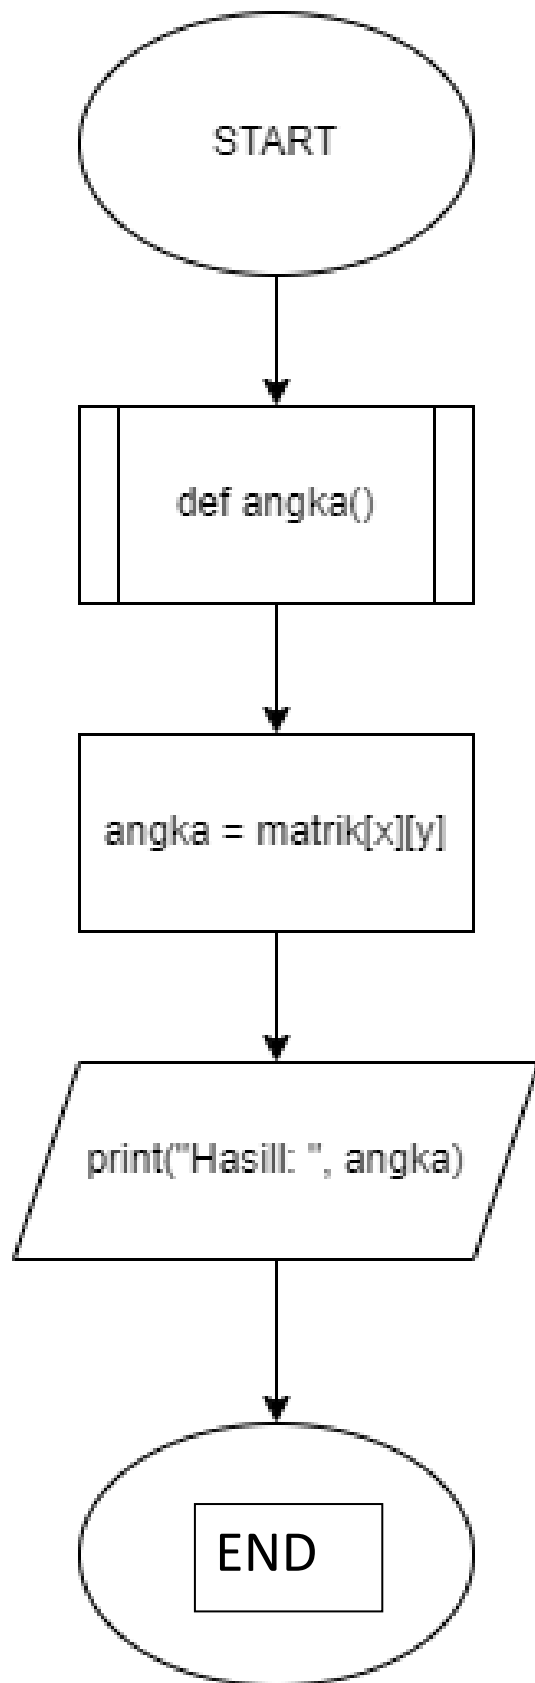 START
def angka()
angka = matrik[x][y]
print("Hasill: ", angka)
END